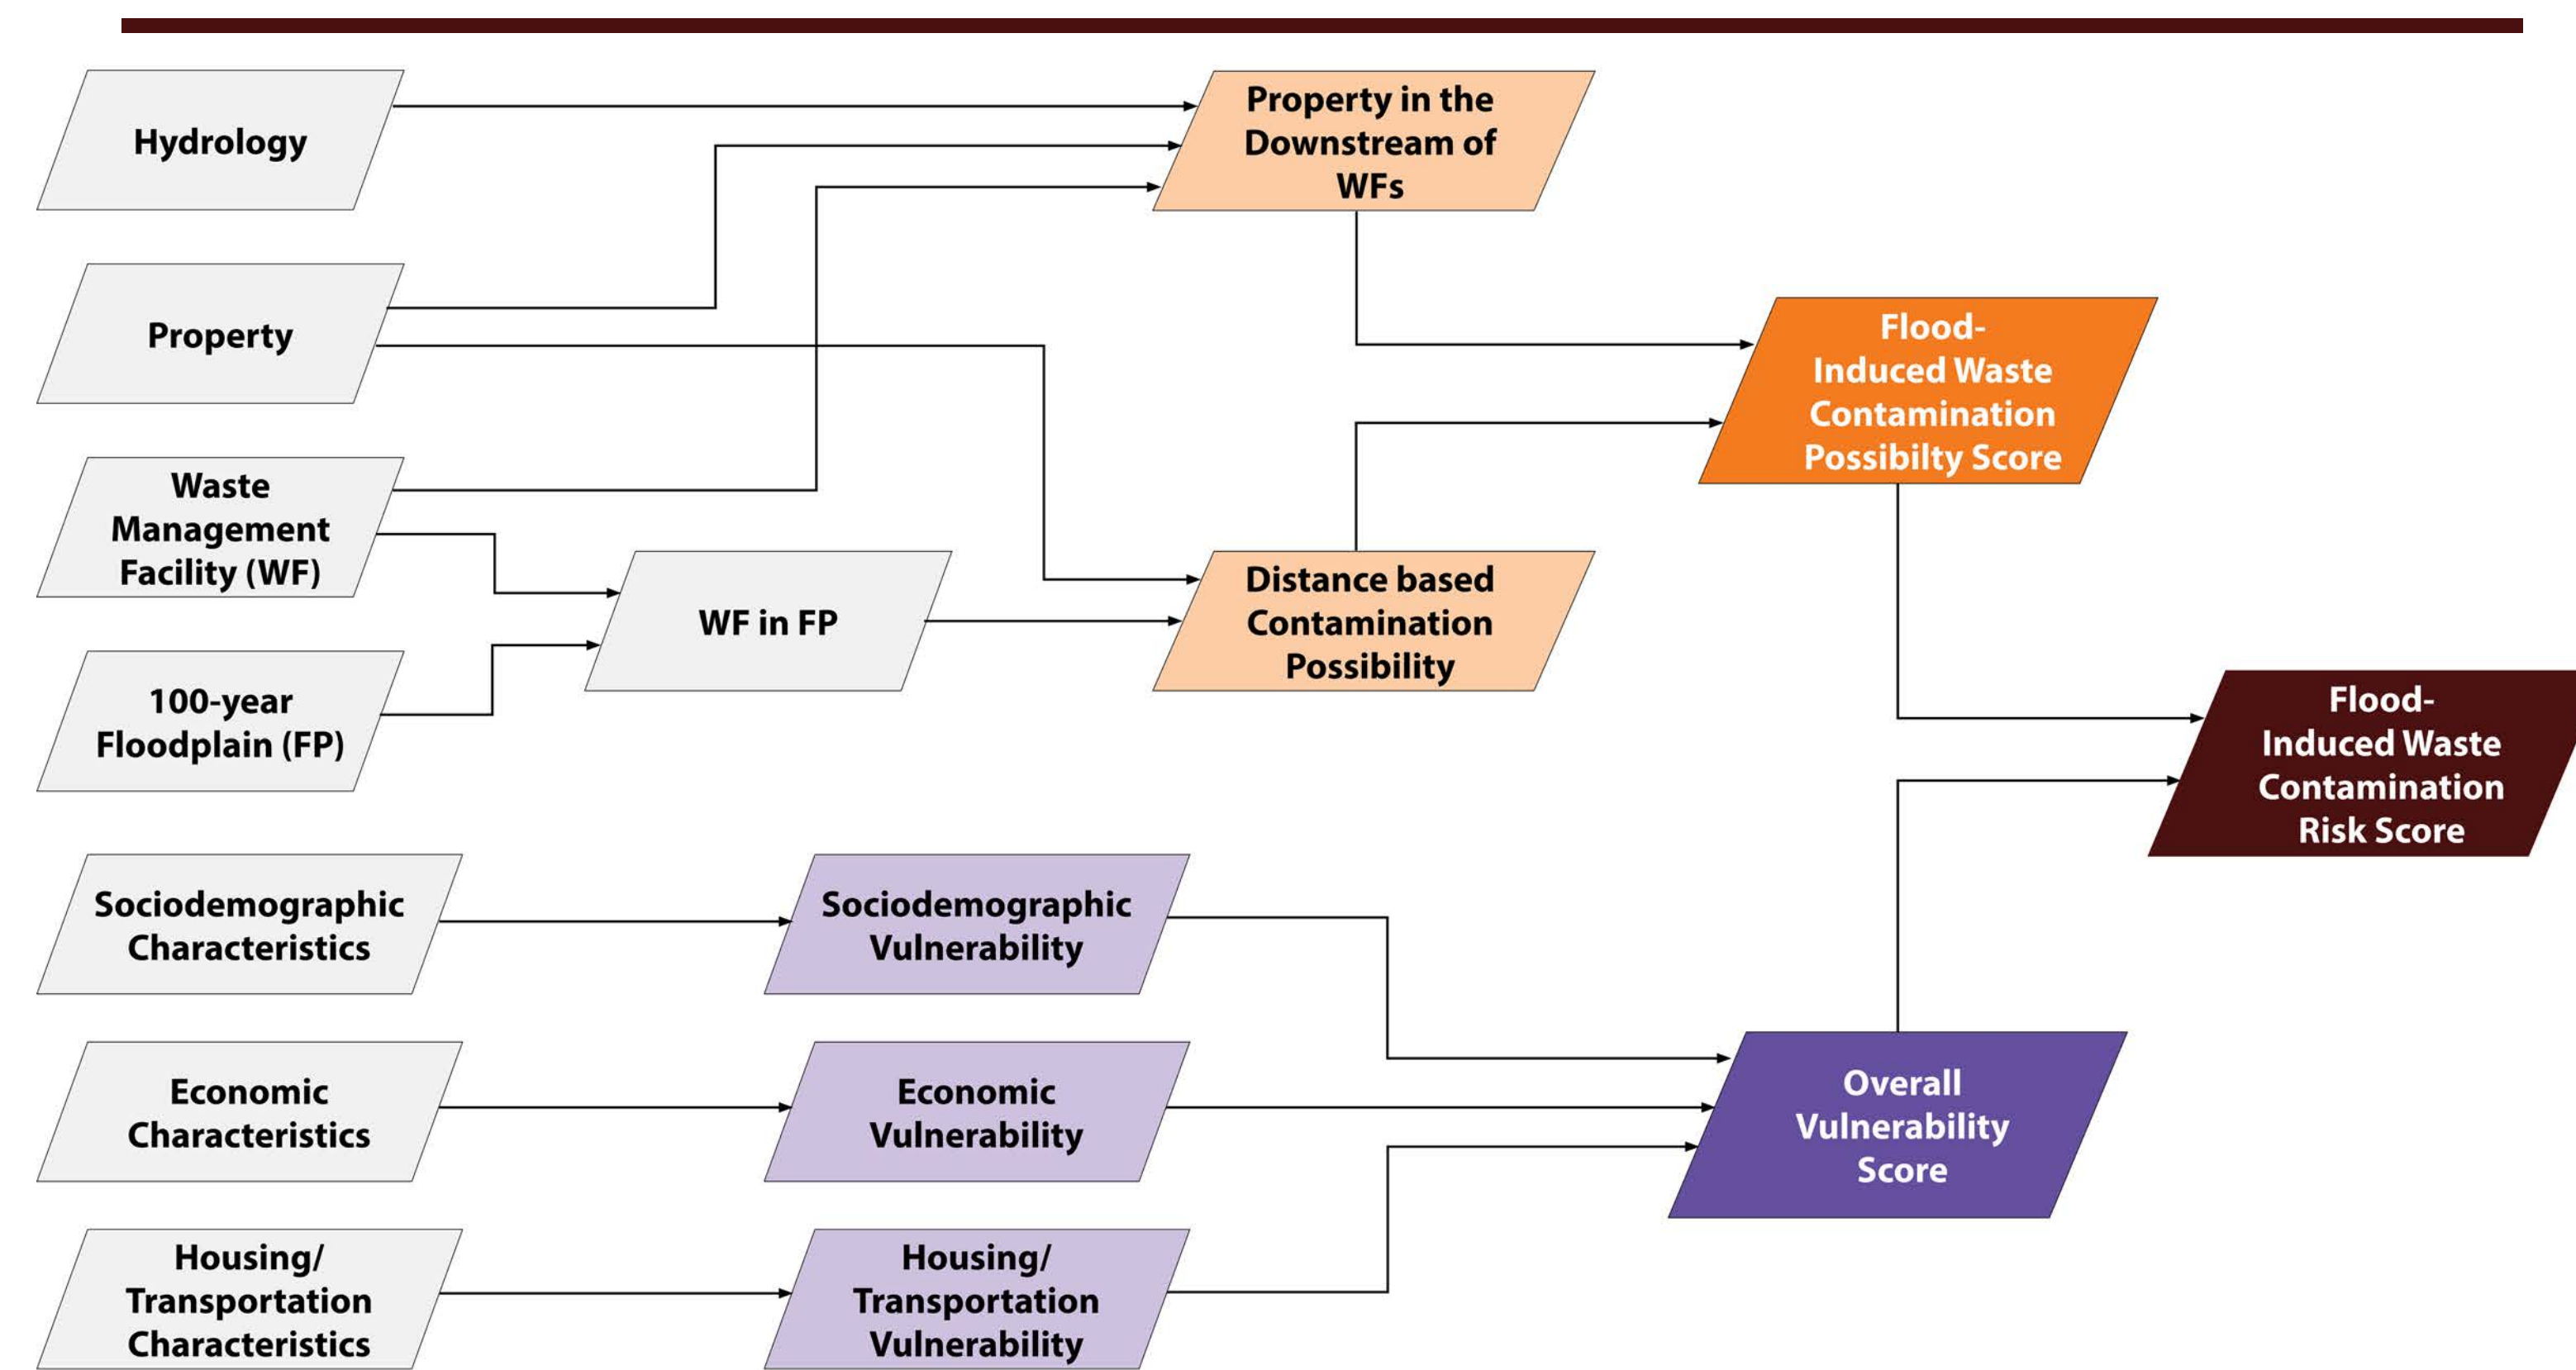 Hydrology
Property in the
Downstream of
WFs
Property
Flood-
Induced Waste
Contamination
Possibilty Score
Waste
Management
Facility (WF)
WF in FP
Distance based
Contamination
Possibility
100-year
Floodplain (FP)
Flood-
Induced Waste
Contamination
Risk Score
Sociodemographic
Characteristics
Sociodemographic
Vulnerability
Economic
Characteristics
Economic
Vulnerability
Overall
Vulnerability
Score
Housing/
Transportation
Characteristics
Housing/
Transportation
Vulnerability